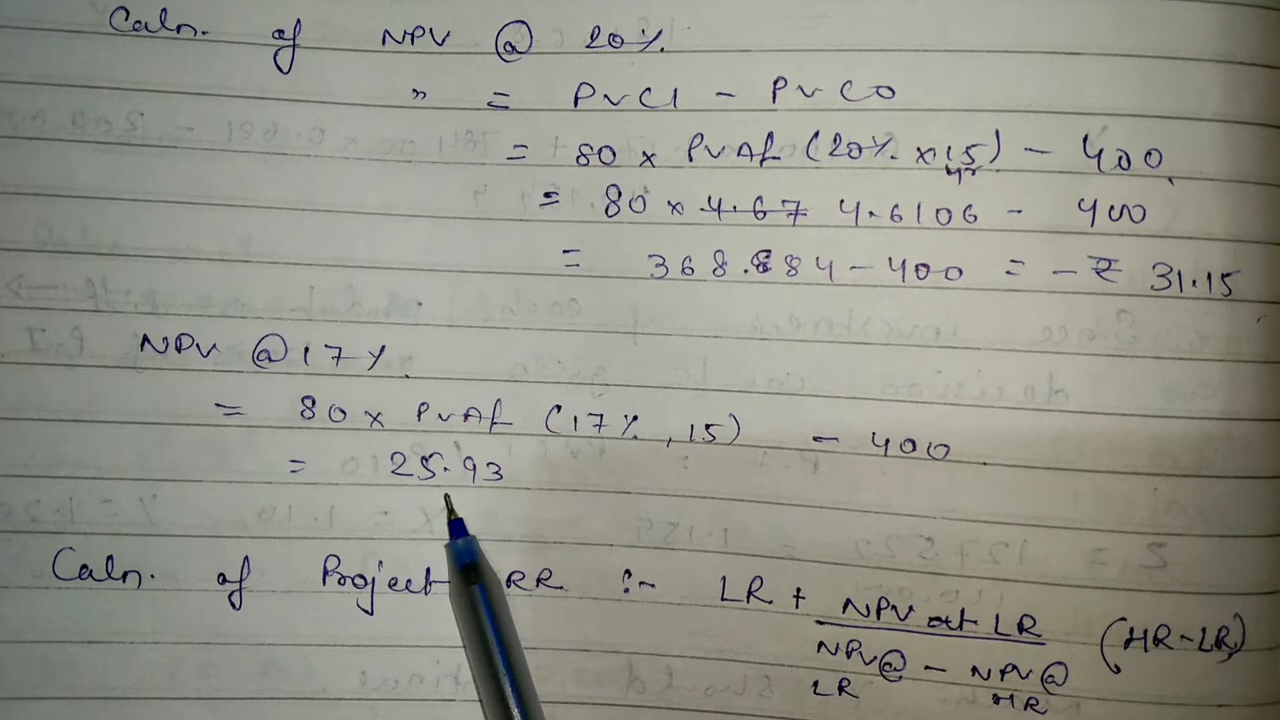 Caln. of NPV @ 20%.
" = PVCI - PVCO
= 80 x PVAf (20% x 15) - 400
yr
= 80 x 4.67 4.6106 - 400
= 368.884 - 400 = - ₹ 31.15
NPV @ 17%
= 80 x PVAf (17%, 15) - 400
= 25.93
Caln. of Project RR :- LR + NPV at LR (HR-LR)
NPV@ - NPV@
LR HR